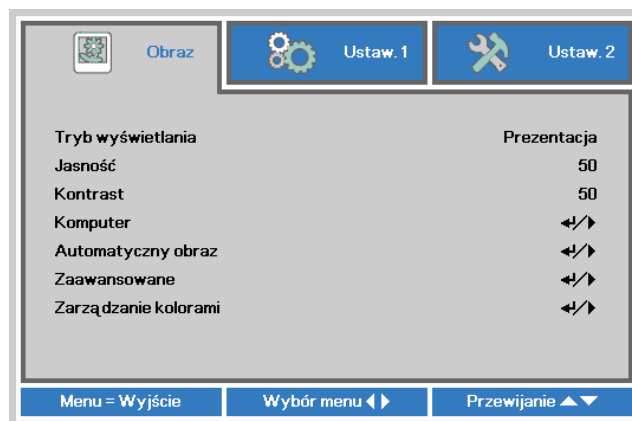 Obraz Ustaw. 1 Ustaw. 2
Tryb wyświetlania Prezentacja
Jasność 50
Kontrast 50
Komputer ↵/▶
Automatyczny obraz ↵/▶
Zaawansowane ↵/▶
Zarządzanie kolorami ↵/▶
Menu = Wyjście Wybór menu ◀▶ Przewijanie ▲▼